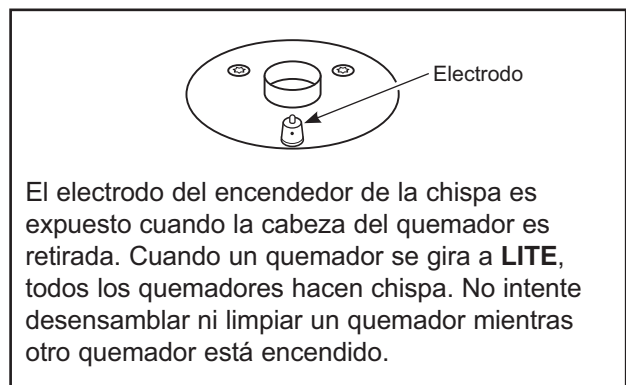 Electrodo
El electrodo del encendedor de la chispa es
expuesto cuando la cabeza del quemador es
retirada. Cuando un quemador se gira a LITE,
todos los quemadores hacen chispa. No intente
desensamblar ni limpiar un quemador mientras
otro quemador está encendido.